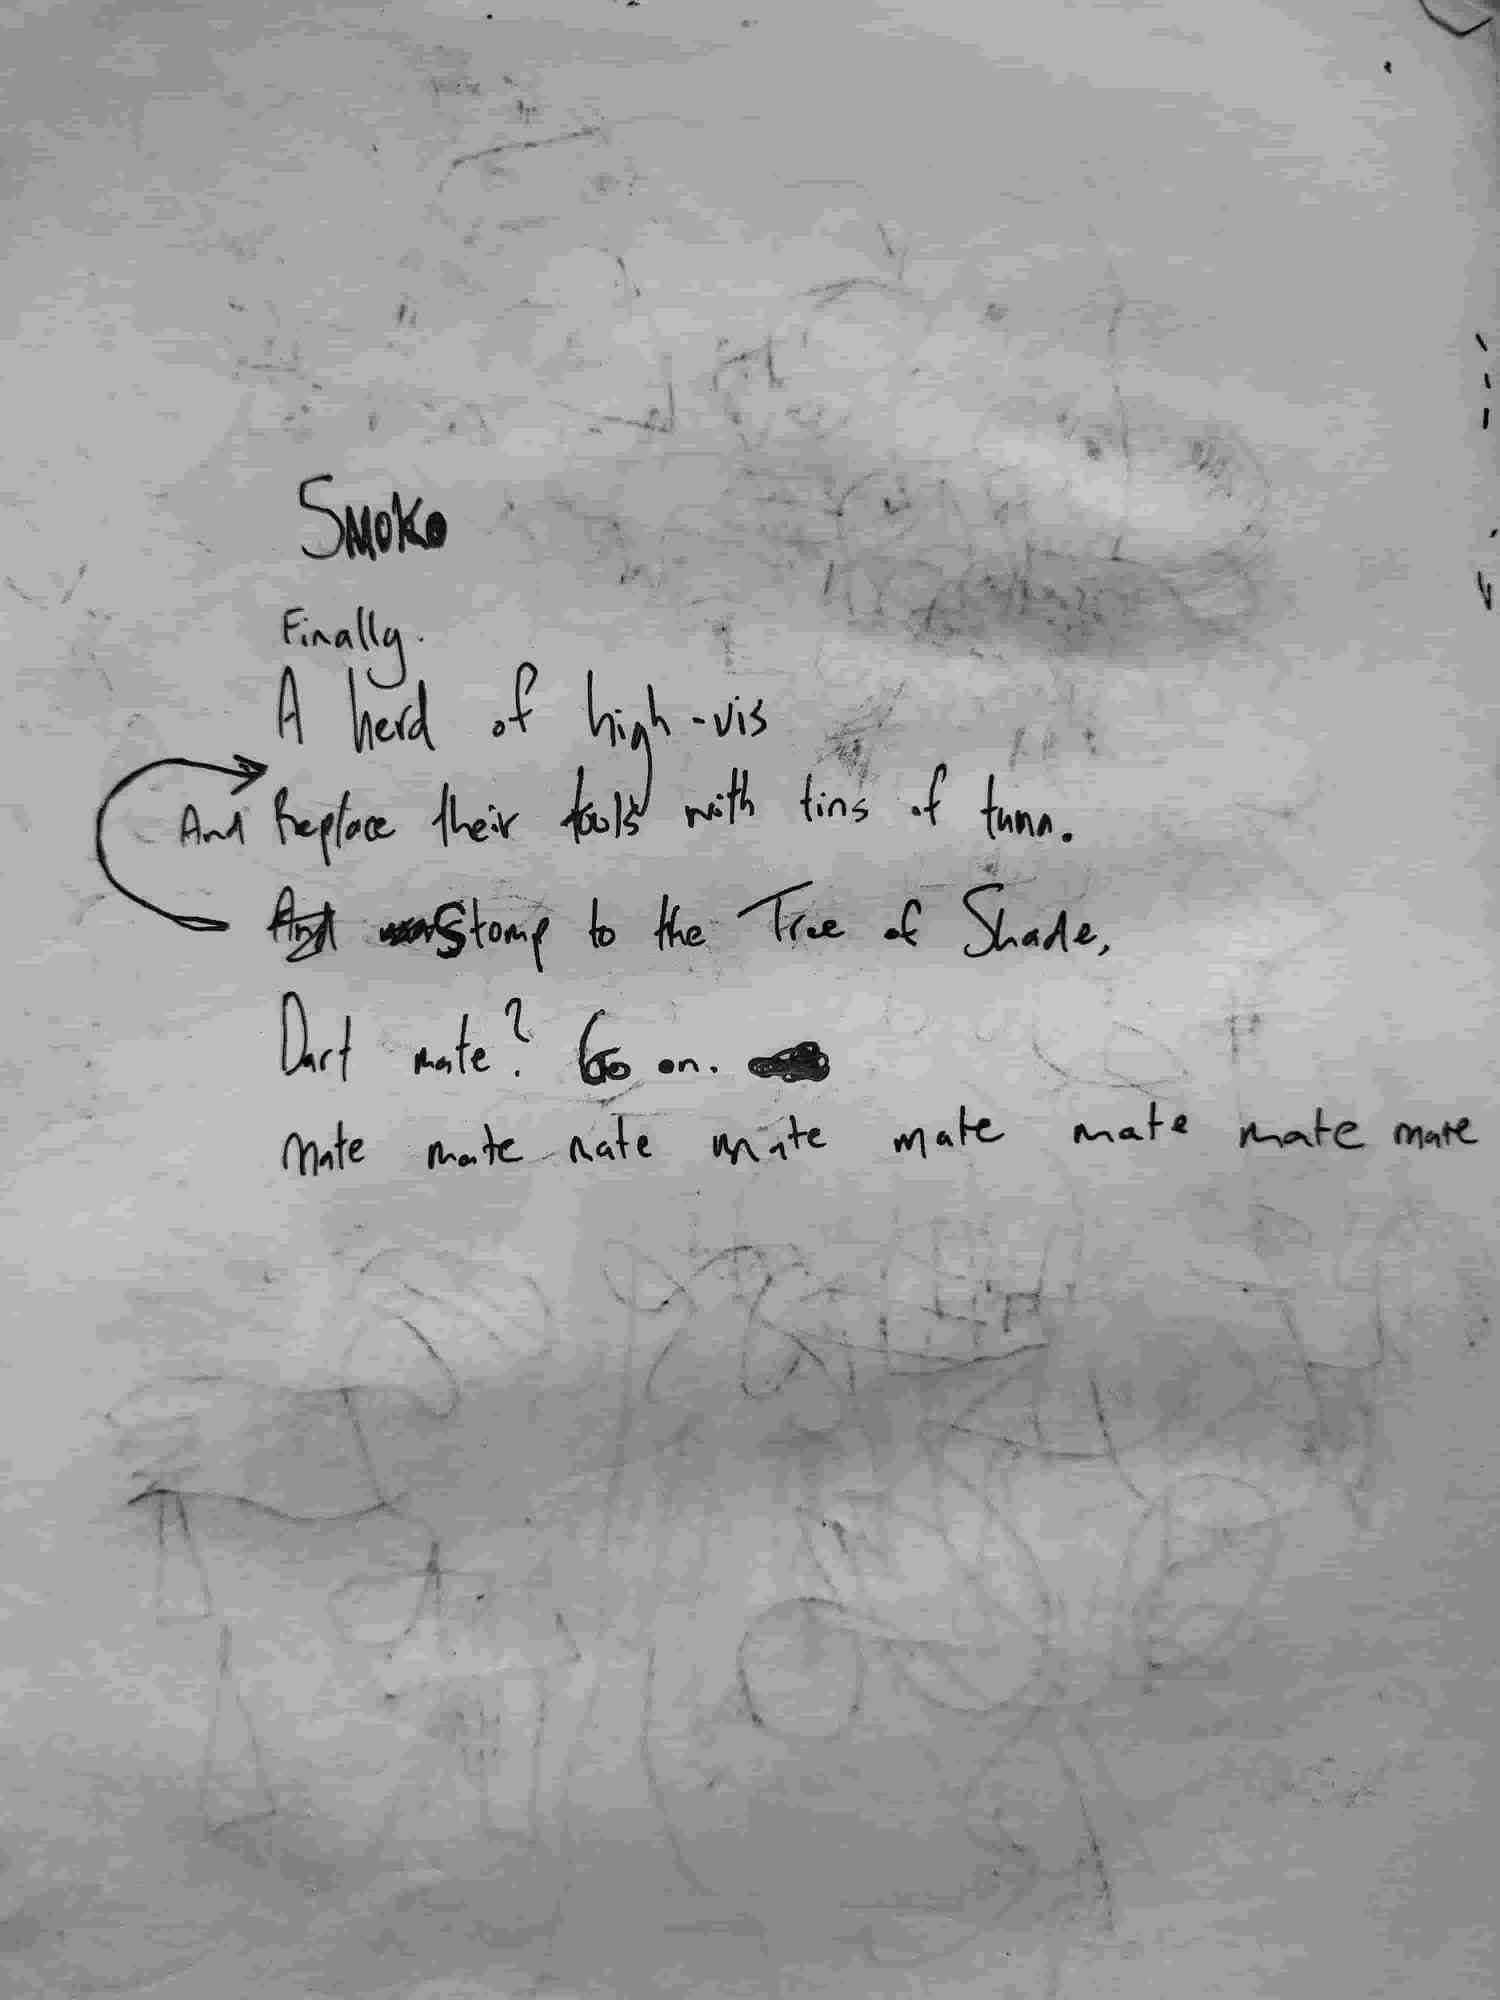 Smoko
Finally.
A herd of high-vis
And Replace their tools with tins of tuna.
And Stomp to the Tree of Shade,
Dart mate? Go on.
Mate mate mate mate mate mate mate mate